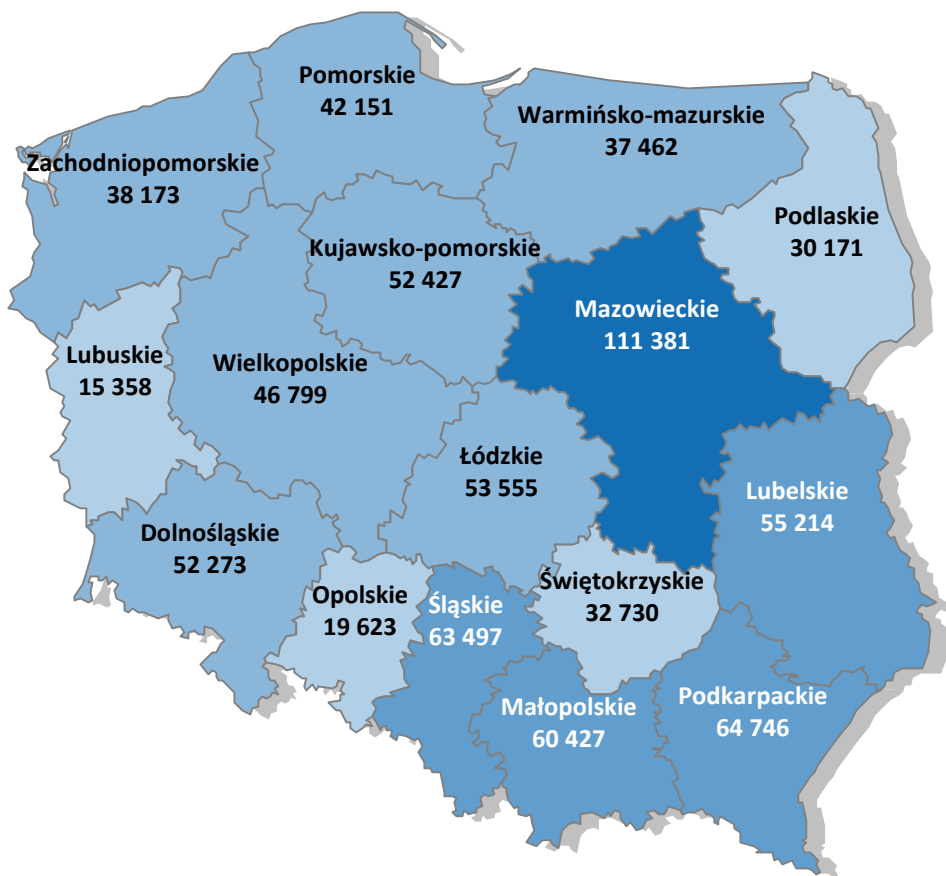 Pomorskie
42 151
Warmińsko-mazurskie
37 462
Zachodniopomorskie
38 173
Podlaskie
30 171
Kujawsko-pomorskie
52 427
Mazowieckie
111 381
Lubuskie
15 358
Wielkopolskie
46 799
Łódzkie
53 555
Lubelskie
55 214
Dolnośląskie
52 273
Opolskie
19 623
Śląskie
63 497
Świętokrzyskie
32 730
Małopolskie
60 427
Podkarpackie
64 746